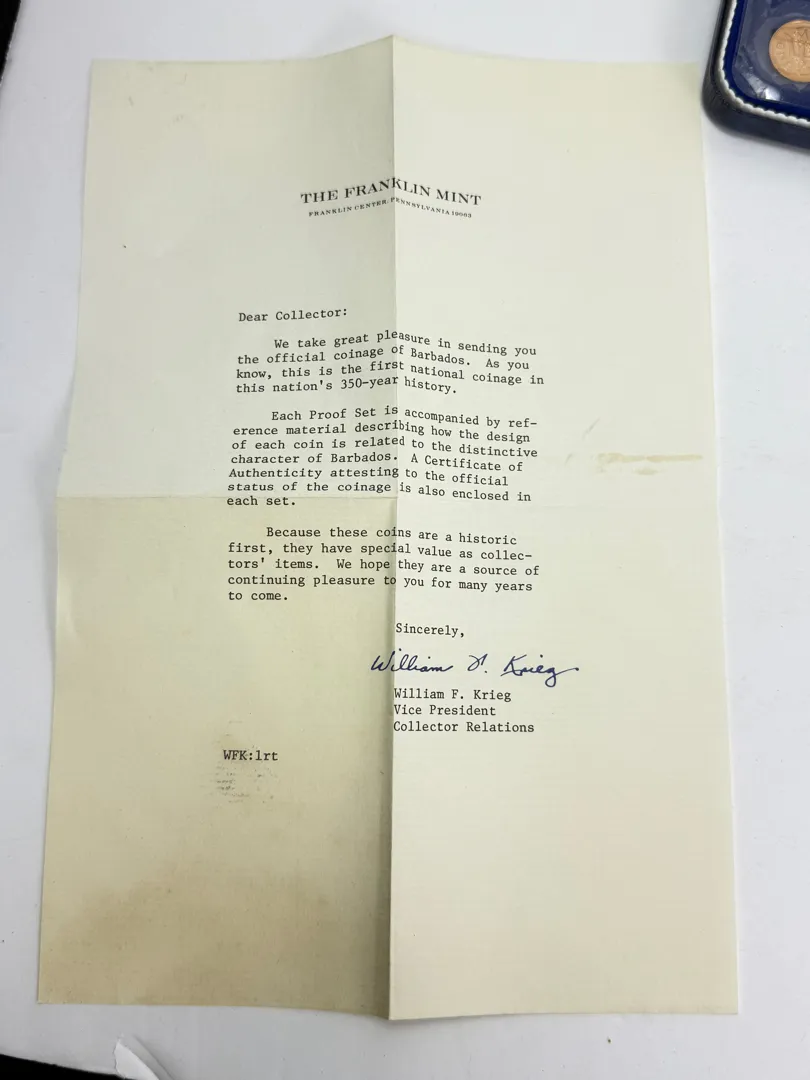 THE FRANKLIN MINT
FRANKLIN CENTER, PENNSYLVANIA 19063
Dear Collector:
We take great pleasure in sending you
the official coinage of Barbados. As you
know, this is the first national coinage in
this nation's 350-year history.
Each Proof Set is accompanied by ref-
erence material describing how the design
of each coin is related to the distinctive
character of Barbados. A Certificate of
Authenticity attesting to the official
status of the coinage is also enclosed in
each set.
Because these coins are a historic
first, they have special value as collec-
tors' items. We hope they are a source of
continuing pleasure to you for many years
to come.
Sincerely,
William F. Krieg
William F. Krieg
Vice President
Collector Relations
WFK:lrt